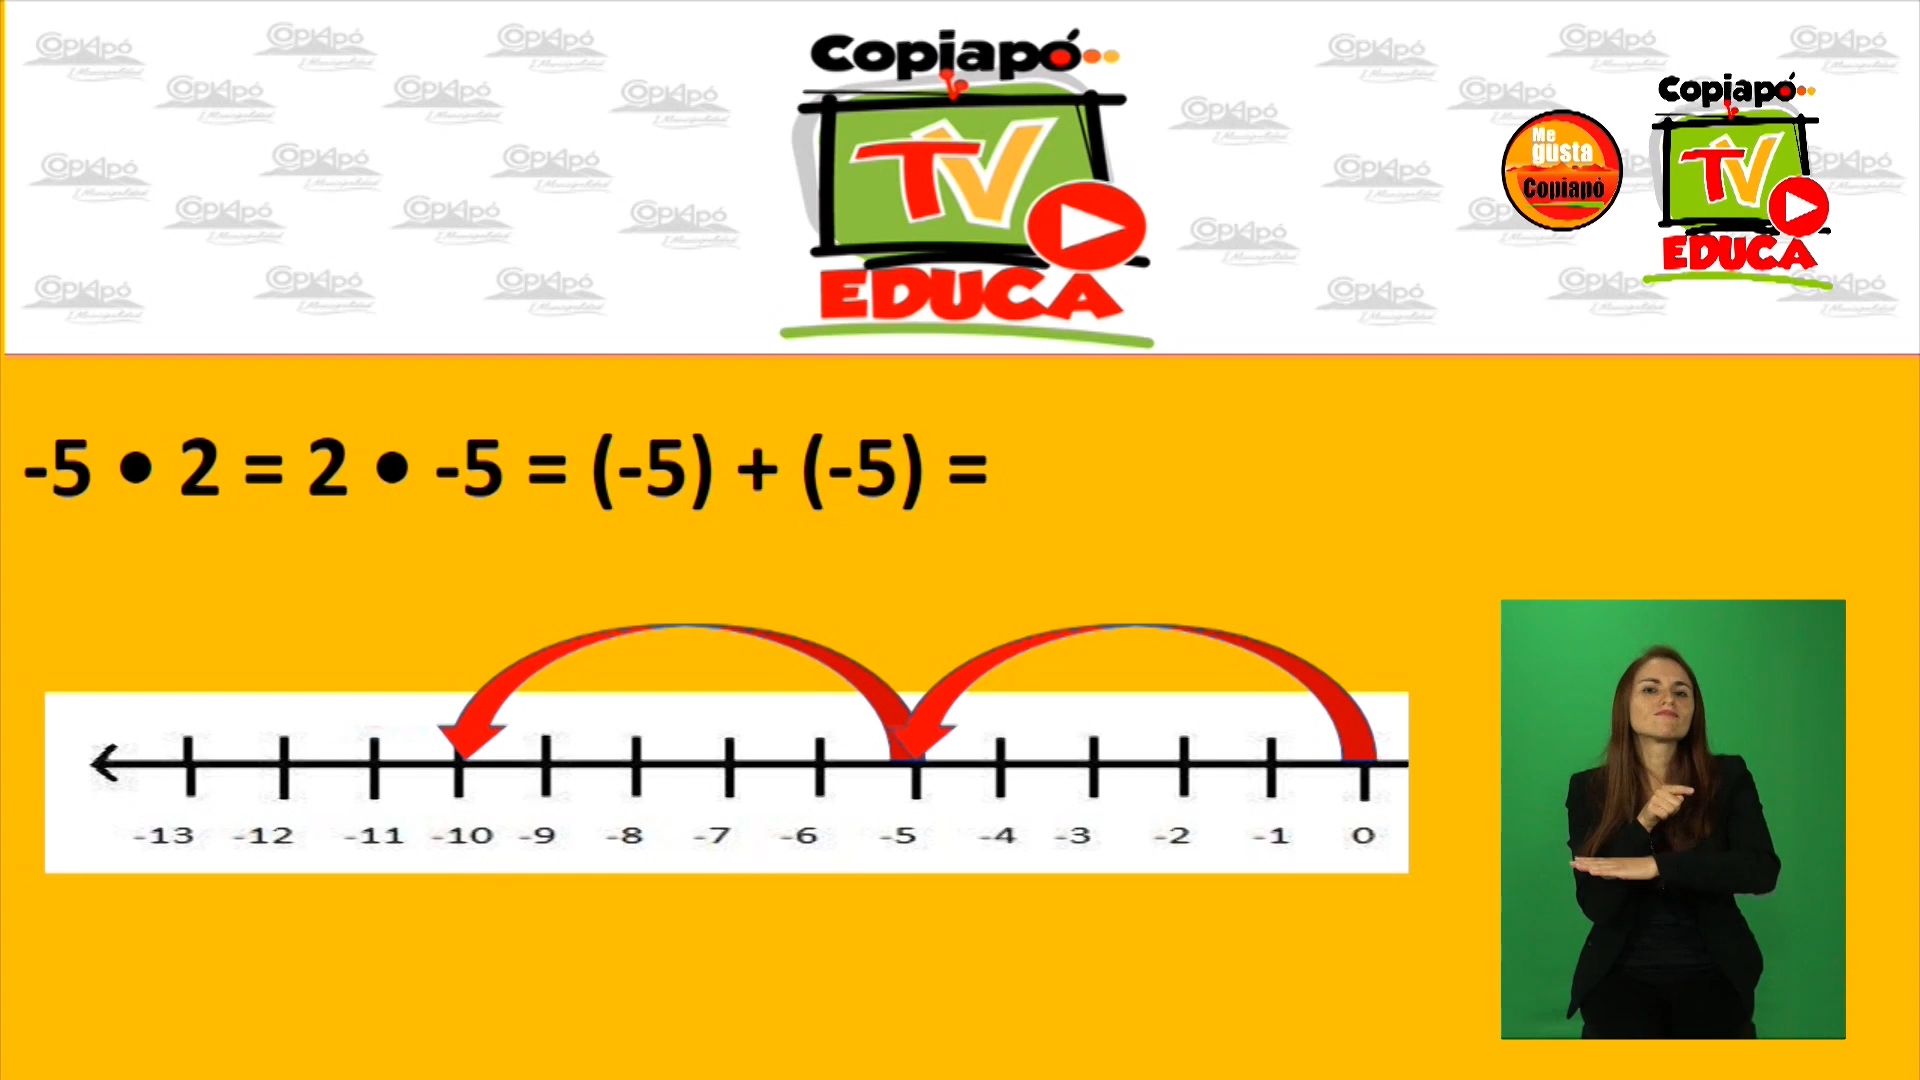 Copiapó
TV
EDUCA
Me
gusta
Copiapó
Copiapó
TV
EDUCA
-5 • 2 = 2 • -5 = (-5) + (-5) =
-13 -12 -11 -10 -9 -8 -7 -6 -5 -4 -3 -2 -1 0